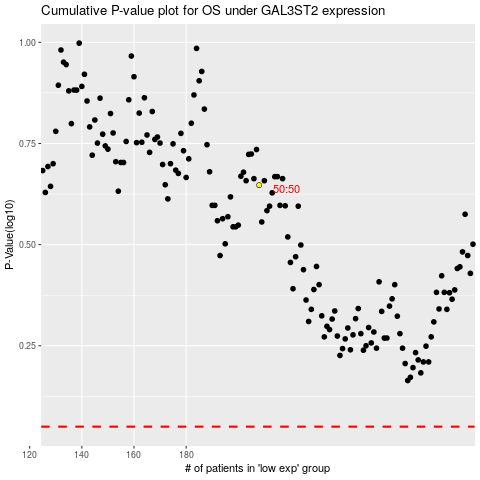 Cumulative P-value plot for OS under GAL3ST2 expression
P-Value(log10)
1.00
0.75
0.50
0.25
50:50
120 140 160 180
# of patients in 'low exp' group